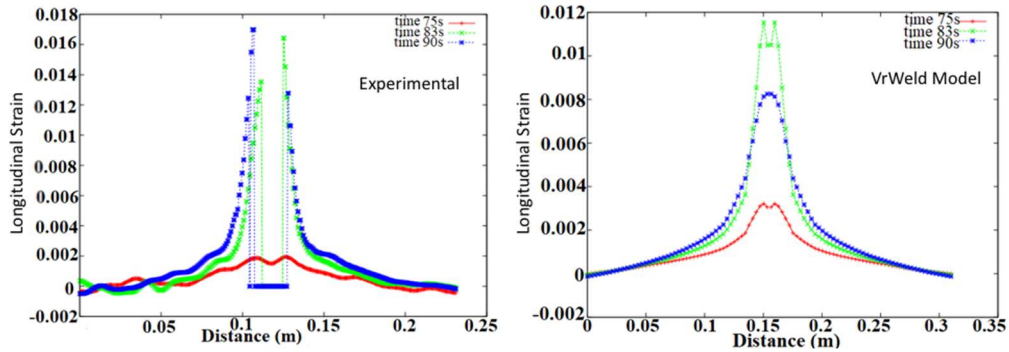 0.018
0.016
0.014
0.012
0.01
0.008
0.006
0.004
0.002
0
-0.002
Longitudinal Strain
time 75s
time 83s
time 90s
Experimental
0.05
0.1
0.15
0.2
0.25
Distance (m)
0.012
0.010
0.008
0.006
0.004
0.002
0
-0.002
Longitudinal Strain
time 75s
time 83s
time 90s
VrWeld Model
0
0.05
0.10
0.15
0.20
0.25
0.30
0.35
Distance (m)